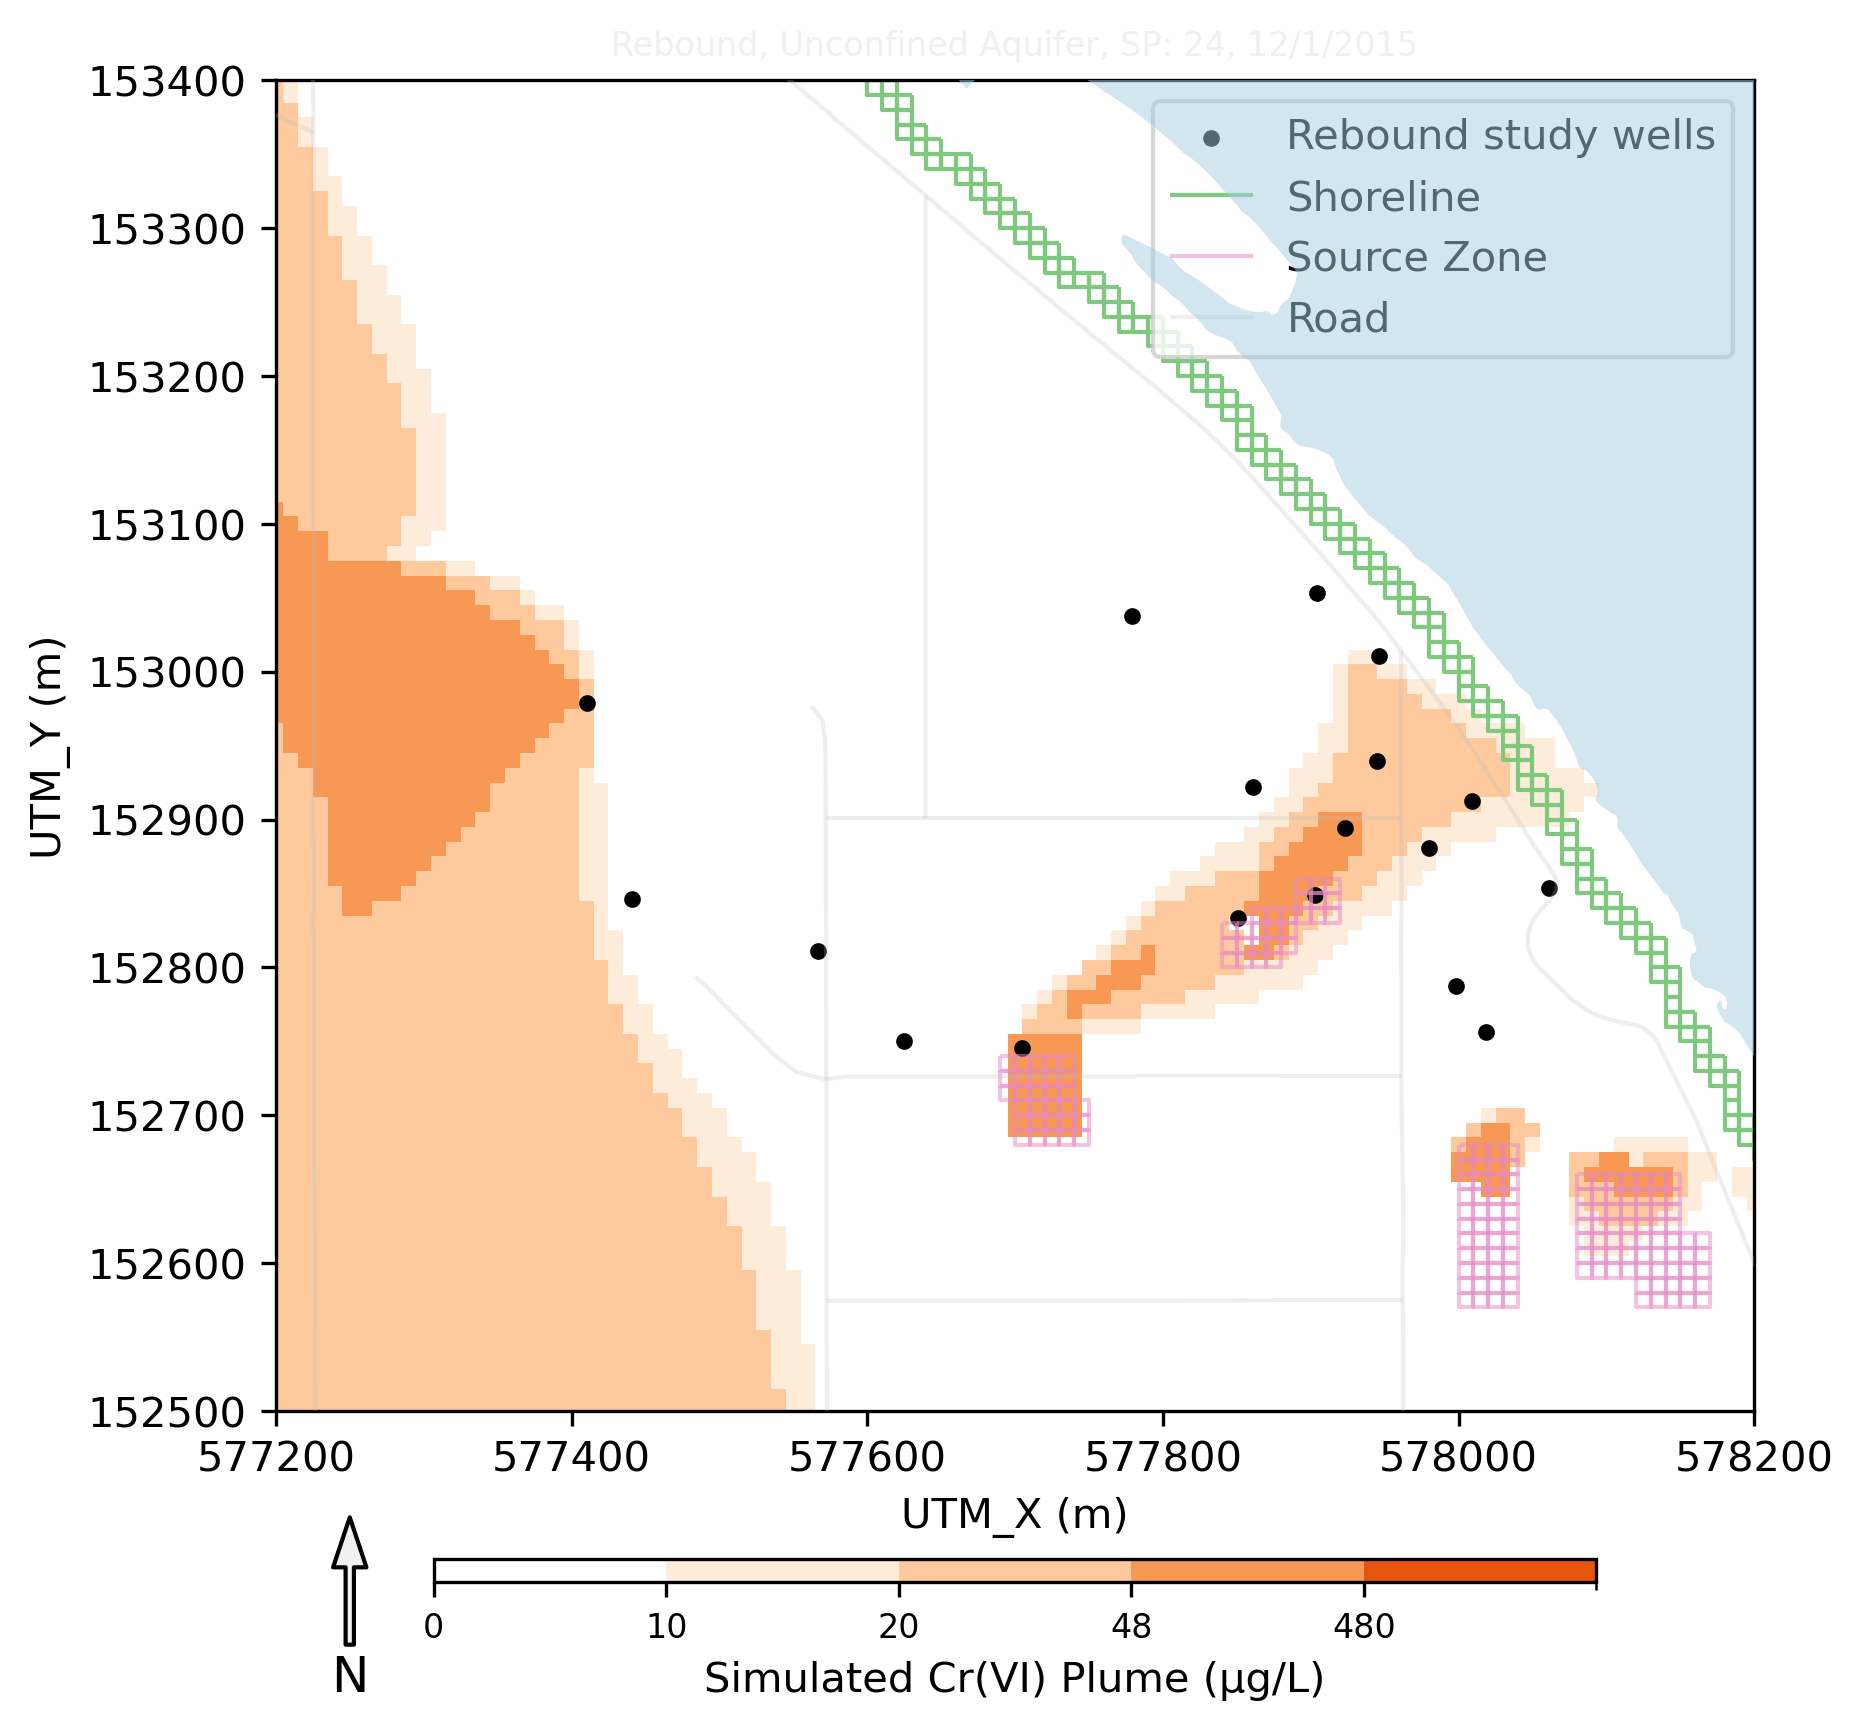 Rebound, Unconfined Aquifer, SP: 24, 12/1/2015
153400
153300
153200
153100
153000
152900
152800
152700
152600
152500
UTM_Y (m)
Rebound study wells
Shoreline
Source Zone
Road
577200
577400
577600
577800
578000
578200
UTM_X (m)
N
0
10
20
48
480
Simulated Cr(VI) Plume (μg/L)